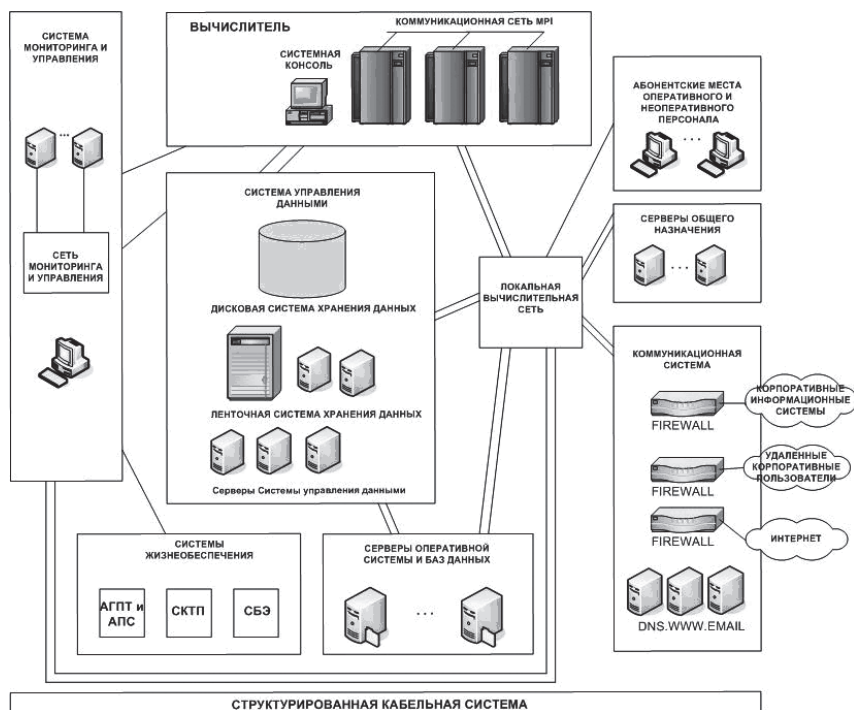 СИСТЕМА
МОНИТОРИНГА И
УПРАВЛЕНИЯ
СЕТЬ
МОНИТОРИНГА
И УПРАВЛЕНИЯ
ВЫЧИСЛИТЕЛЬ
КОММУНИКАЦИОННАЯ СЕТЬ MPI
СИСТЕМНАЯ
КОНСОЛЬ
СИСТЕМА УПРАВЛЕНИЯ
ДАННЫМИ
ДИСКОВАЯ СИСТЕМА ХРАНЕНИЯ ДАННЫХ
ЛЕНТОЧНАЯ СИСТЕМА ХРАНЕНИЯ ДАННЫХ
Серверы Системы управления данными
ЛОКАЛЬНАЯ
ВЫЧИСЛИТЕЛЬНАЯ
СЕТЬ
АБОНЕНТСКИЕ МЕСТА
ОПЕРАТИВНОГО И
НЕОПЕРАТИВНОГО
ПЕРСОНАЛА
СЕРВЕРЫ ОБЩЕГО
НАЗНАЧЕНИЯ
КОММУНИКАЦИОННАЯ
СИСТЕМА
FIREWALL
КОРПОРАТИВНЫЕ
ИНФОРМАЦИОННЫЕ
СИСТЕМЫ
FIREWALL
УДАЛЕННЫЕ
КОРПОРАТИВНЫЕ
ПОЛЬЗОВАТЕЛИ
FIREWALL
ИНТЕРНЕТ
DNS.WWW.EMAIL
СИСТЕМЫ
ЖИЗНЕОБЕСПЕЧЕНИЯ
АГПТ и
АПС
СКТП
СБЭ
СЕРВЕРЫ ОПЕРАТИВНОЙ
СИСТЕМЫ И БАЗ ДАННЫХ
СТРУКТУРИРОВАННАЯ КАБЕЛЬНАЯ СИСТЕМА